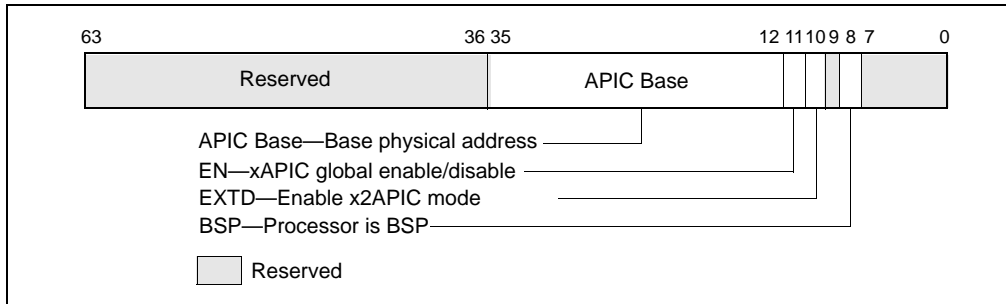 63 36 35 12 11 10 9 8 7 0
Reserved APIC Base
APIC Base—Base physical address
EN—xAPIC global enable/disable
EXTD—Enable x2APIC mode
BSP—Processor is BSP
Reserved